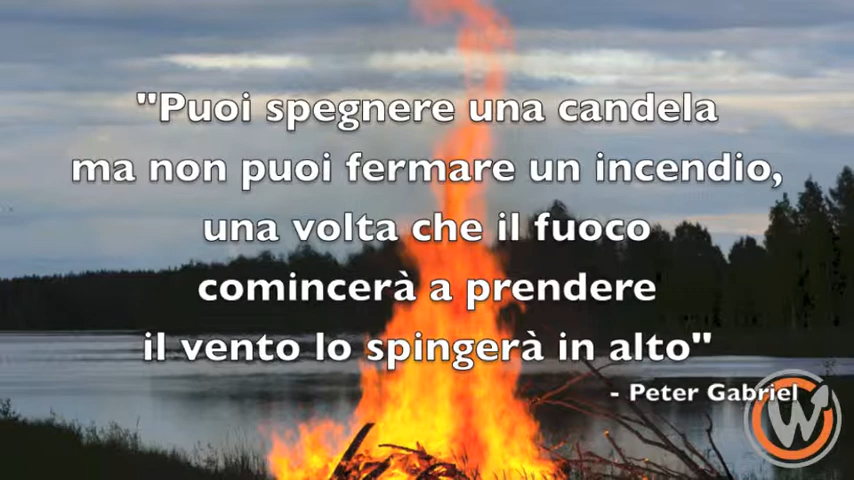 "Puoi spegnere una candela
ma non puoi fermare un incendio,
una volta che il fuoco
comincerà a prendere
il vento lo spingerà in alto"
- Peter Gabriel
W